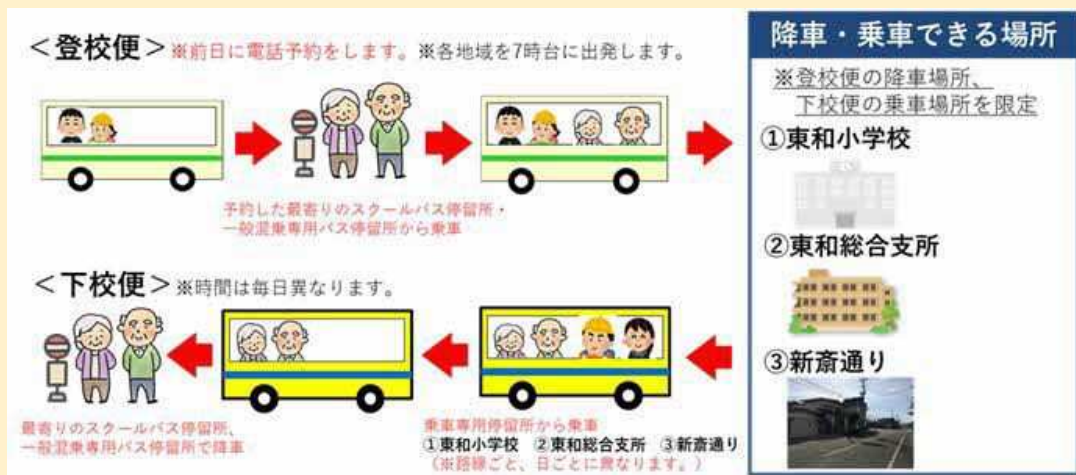 ＜登校便＞※前日に電話予約をします。※各地域を7時台に出発します。
予約した最寄りのスクールバス停留所・
一般混乗専用バス停留所から乗車
＜下校便＞※時間は毎日異なります。
最寄りのスクールバス停留所、
一般混乗専用バス停留所で降車
乗車専用停留所から乗車
①東和小学校 ②東和総合支所 ③新斎通り
（※路線ごと、日ごとに異なります。）
降車・乗車できる場所
※登校便の降車場所、
下校便の乗車場所を限定
①東和小学校
②東和総合支所
③新斎通り